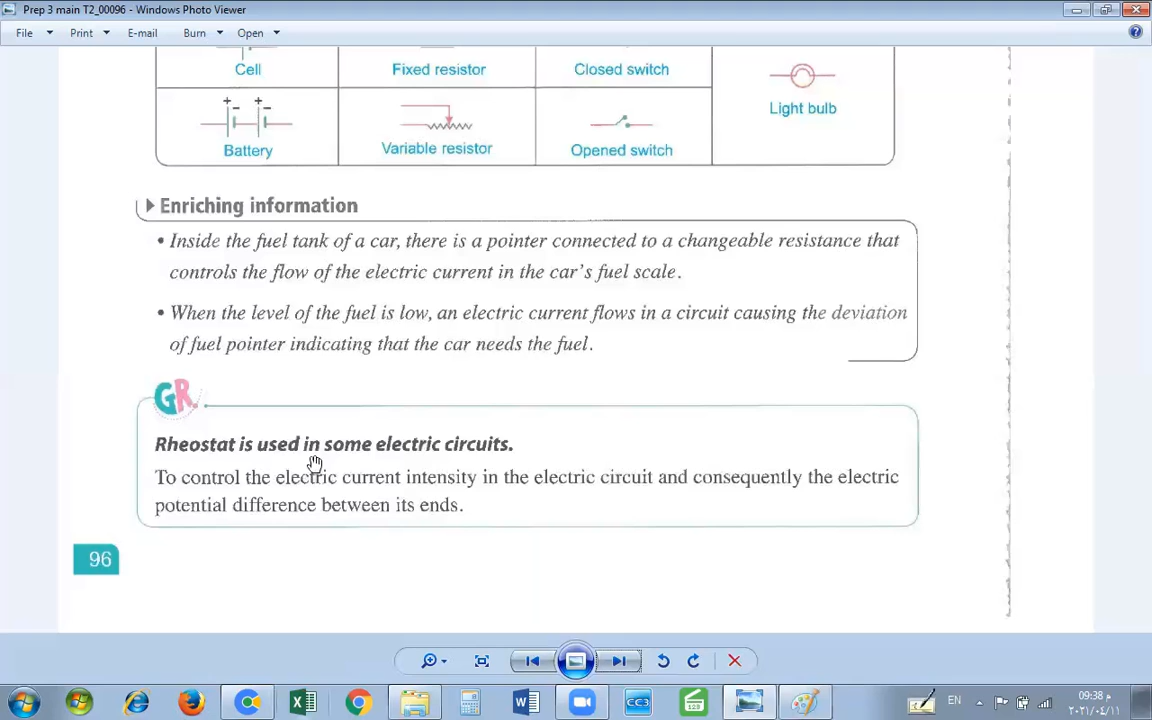 Prep 3 main T2_00096 - Windows Photo Viewer
File Print E-mail Burn Open
Cell Fixed resistor Closed switch
Light bulb
+ - + -
Battery Variable resistor Opened switch
Enriching information
• Inside the fuel tank of a car, there is a pointer connected to a changeable resistance that
controls the flow of the electric current in the car's fuel scale.
• When the level of the fuel is low, an electric current flows in a circuit causing the deviation
of fuel pointer indicating that the car needs the fuel.
GR.
Rheostat is used in some electric circuits.
To control the electric current intensity in the electric circuit and consequently the electric
potential difference between its ends.
96
CC3
123
EN
09:38 م
٢٠٢١/٠٤/١١